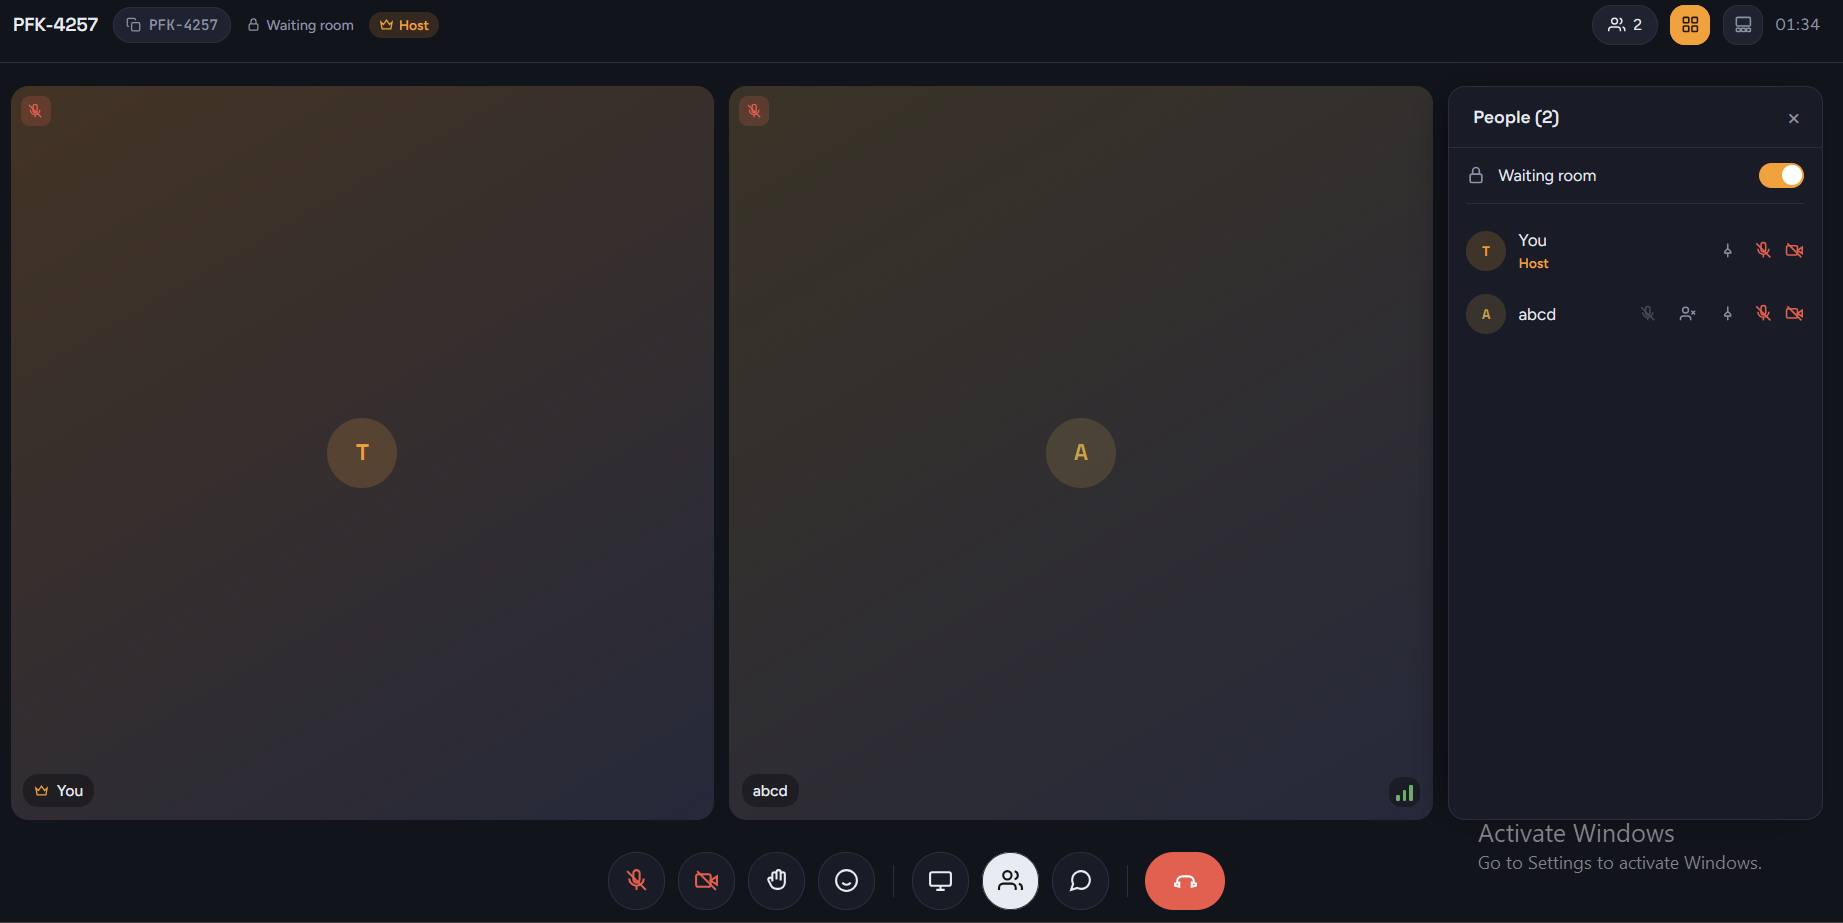 PFK-4257 PFK-4257 Waiting room Host 2 01:34
People (2)
Waiting room
T
You
Host
A
abcd
T
A
You
abcd
Activate Windows
Go to Settings to activate Windows.